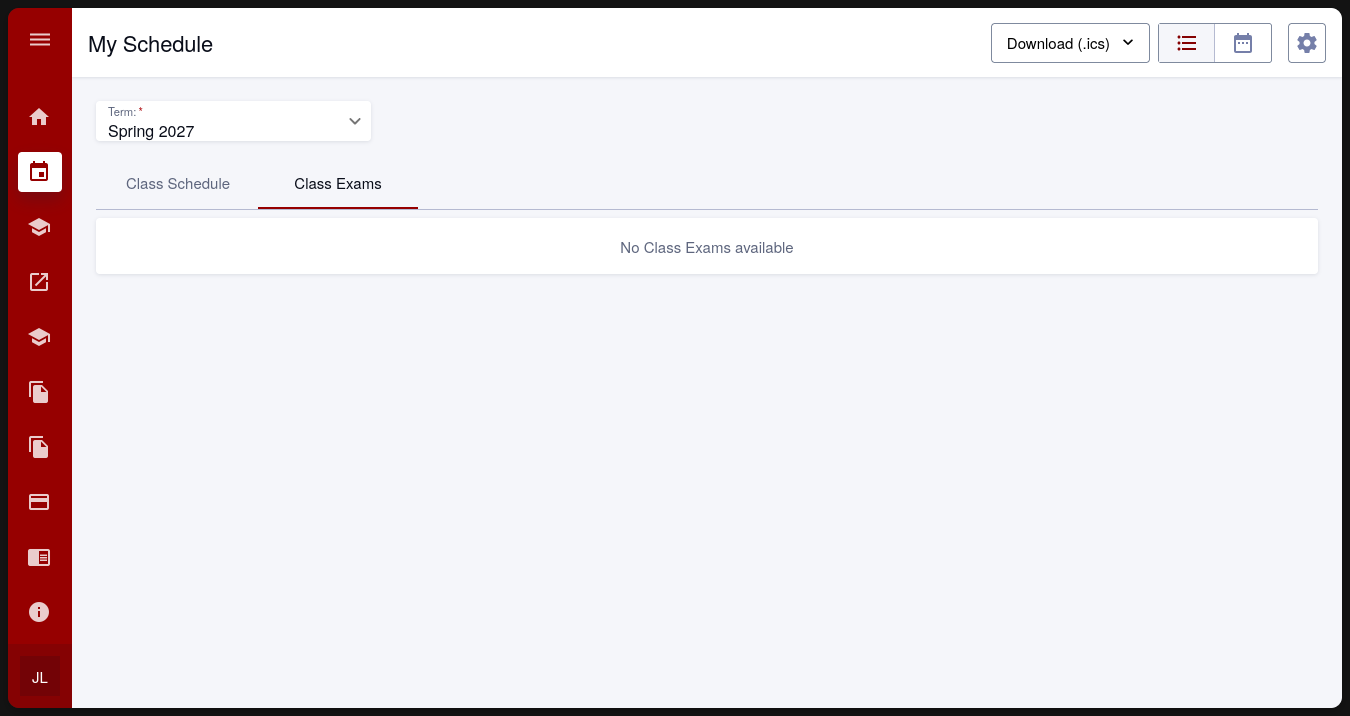 My Schedule
Download (.ics)
Term: *
Spring 2027
Class Schedule
Class Exams
No Class Exams available
JL